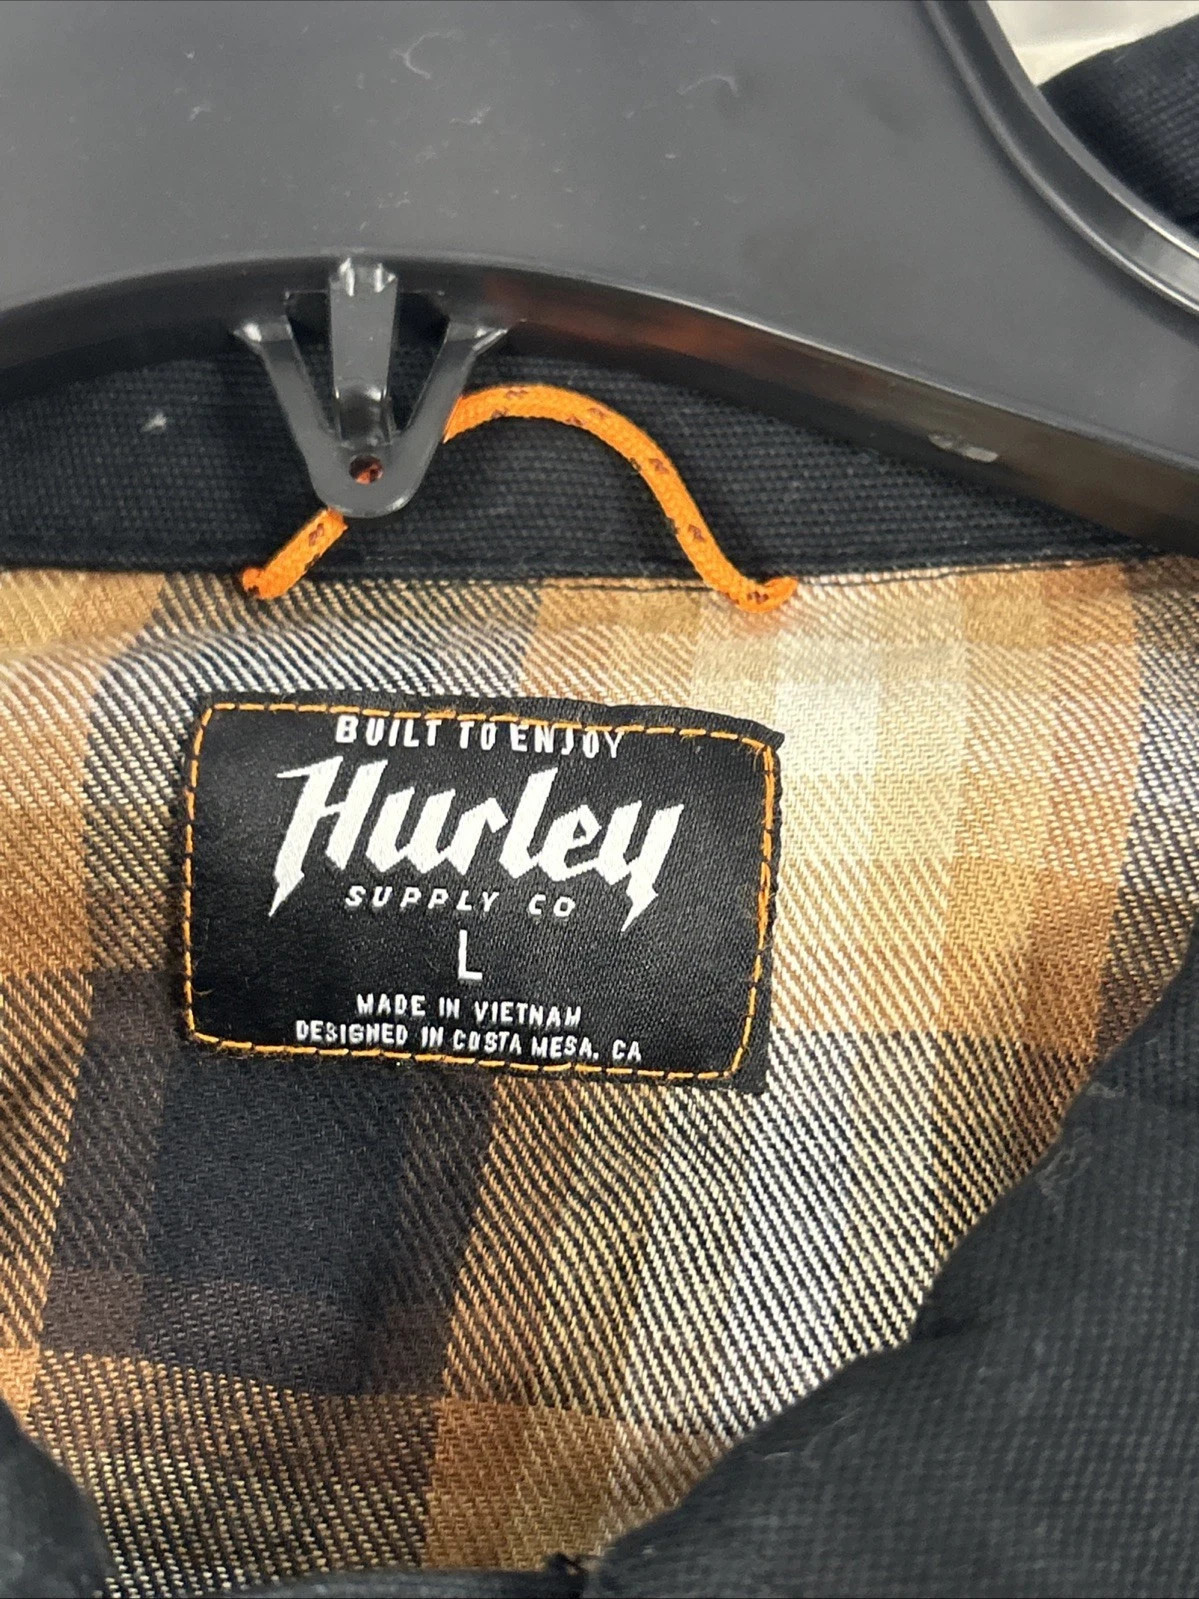 BUILT TO ENJOY
Hurley
SUPPLY CO
L
MADE IN VIETNAM
DESIGNED IN COSTA MESA, CA